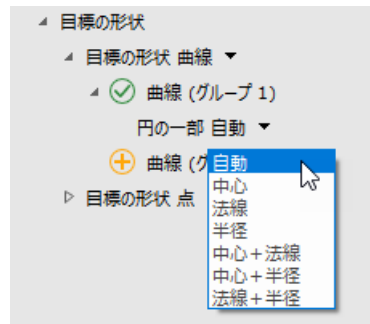 目標の形状
目標の形状 曲線
曲線 (グループ 1)
円の一部 自動
曲線 (グ
目標の形状 点
自動
中心
法線
半径
中心+法線
中心+半径
法線+半径